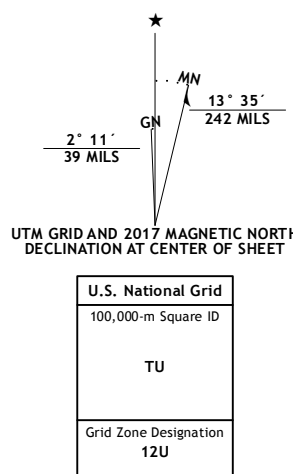 ★
MN
GN
13° 35´
242 MILS
2° 11´
39 MILS
UTM GRID AND 2017 MAGNETIC NORTH
DECLINATION AT CENTER OF SHEET
U.S. National Grid
100,000-m Square ID
TU
Grid Zone Designation
12U